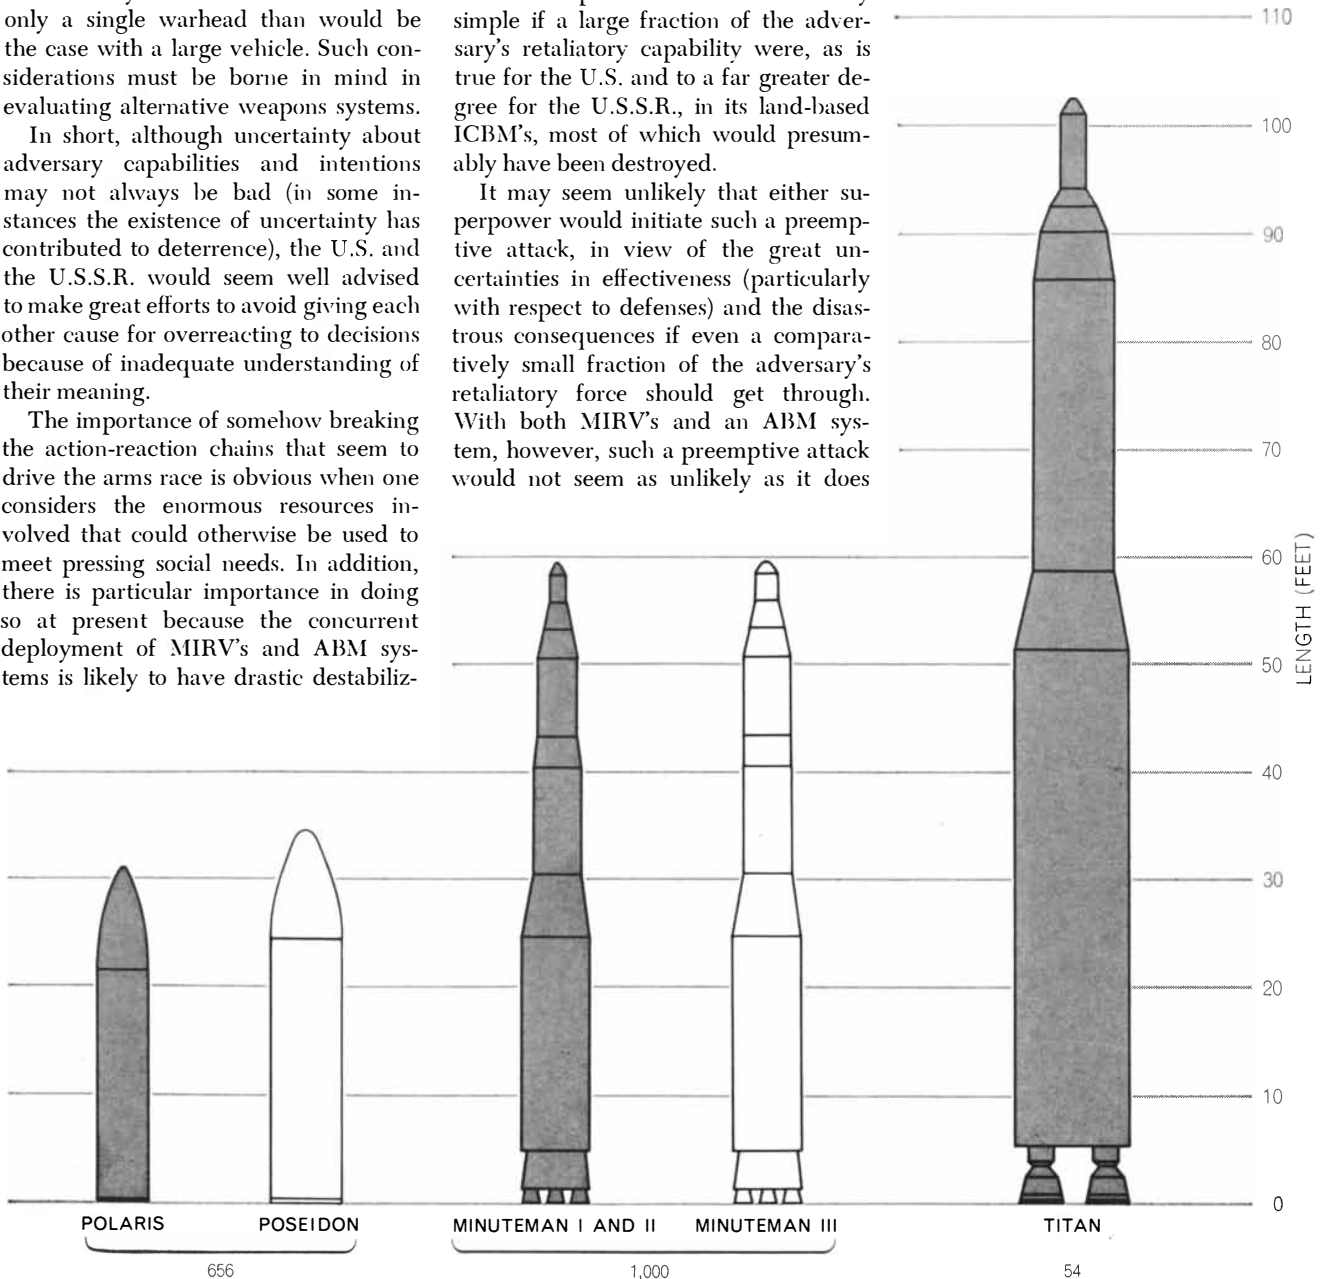 only a single warhead than would be
the case with a large vehicle. Such con-
siderations must be borne in mind in
evaluating alternative weapons systems.
In short, although uncertainty about
adversary capabilities and intentions
may not always be bad (in some in-
stances the existence of uncertainty has
contributed to deterrence), the U.S. and
the U.S.S.R. would seem well advised
to make great efforts to avoid giving each
other cause for overreacting to decisions
because of inadequate understanding of
their meaning.
The importance of somehow breaking
the action-reaction chains that seem to
drive the arms race is obvious when one
considers the enormous resources in-
volved that could otherwise be used to
meet pressing social needs. In addition,
there is particular importance in doing
so at present because the concurrent
deployment of MIRV's and ABM sys-
tems is likely to have drastic destabiliz-
simple if a large fraction of the adver-
sary's retaliatory capability were, as is
true for the U.S. and to a far greater de-
gree for the U.S.S.R., in its land-based
ICBM's, most of which would presum-
ably have been destroyed.
It may seem unlikely that either su-
perpower would initiate such a preemp-
tive attack, in view of the great un-
certainties in effectiveness (particularly
with respect to defenses) and the disas-
trous consequences if even a compara-
tively small fraction of the adversary's
retaliatory force should get through.
With both MIRV's and an ABM sys-
tem, however, such a preemptive attack
would not seem as unlikely as it does
110
100
90
80
70
60
50
40
30
20
10
0
LENGTH (FEET)
POLARIS
POSEIDON
MINUTEMAN I AND II
MINUTEMAN III
TITAN
656
1,000
54